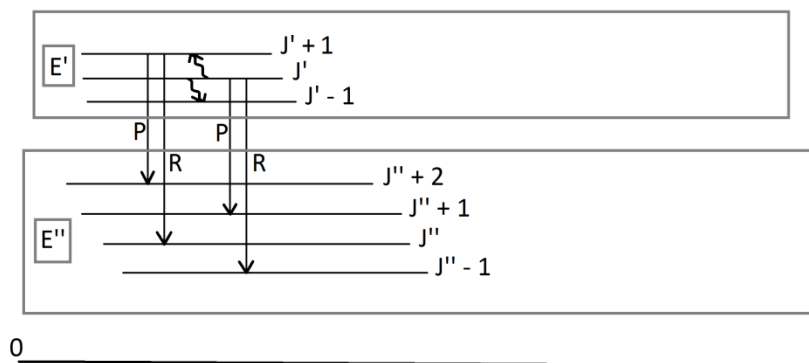 J' + 1
E'
J'
J' - 1
P
P
R
R
J'' + 2
J'' + 1
E''
J''
J'' - 1
0